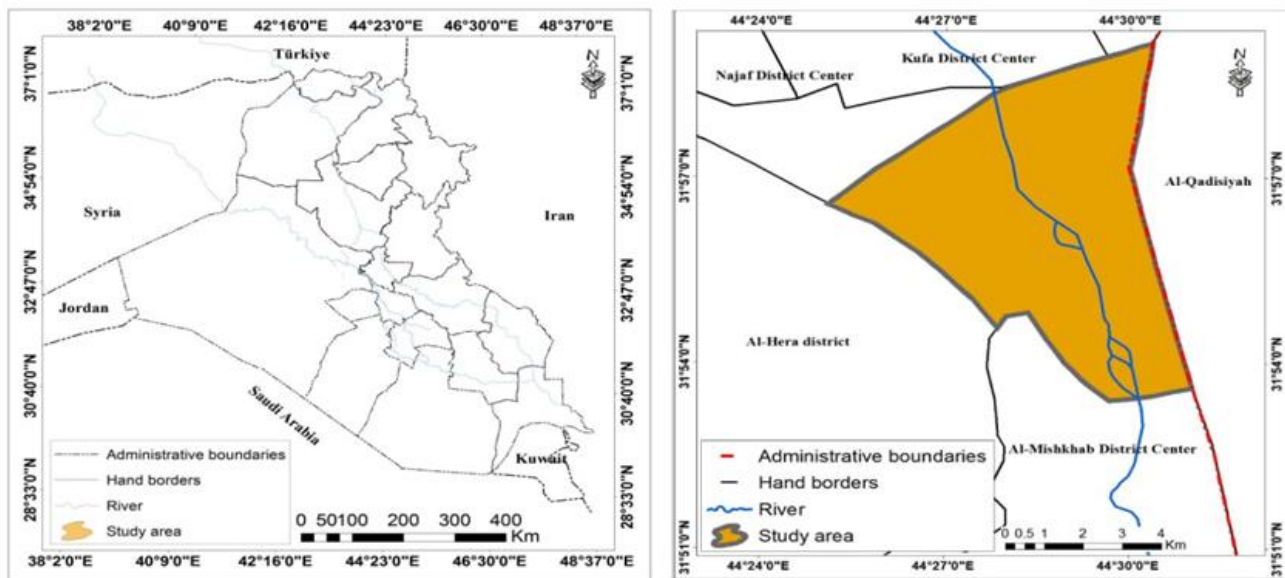 38°2'0"E 40°9'0"E 42°16'0"E 44°23'0"E 46°30'0"E 48°37'0"E
Türkiye
N
37°1'0"N
37°1'0"N
34°54'0"N
34°54'0"N
Syria
Iran
32°47'0"N
32°47'0"N
Jordan
30°40'0"N
30°40'0"N
Saudi Arabia
Kuwait
28°33'0"N
28°33'0"N
Administrative boundaries
Hand borders
River
Study area
0 50 100 200 300 400
Km
38°2'0"E 40°9'0"E 42°16'0"E 44°23'0"E 46°30'0"E 48°37'0"E
44°24'0"E 44°27'0"E 44°30'0"E
Kufa District Center
Najaf District Center
N
31°57'0"N
31°57'0"N
Al-Qadisiyah
Al-Hera district
31°54'0"N
31°54'0"N
Al-Mishkhab District Center
Administrative boundaries
Hand borders
River
Study area
0 0.5 1 2 3 4
Km
31°51'0"N
31°51'0"N
44°24'0"E 44°27'0"E 44°30'0"E